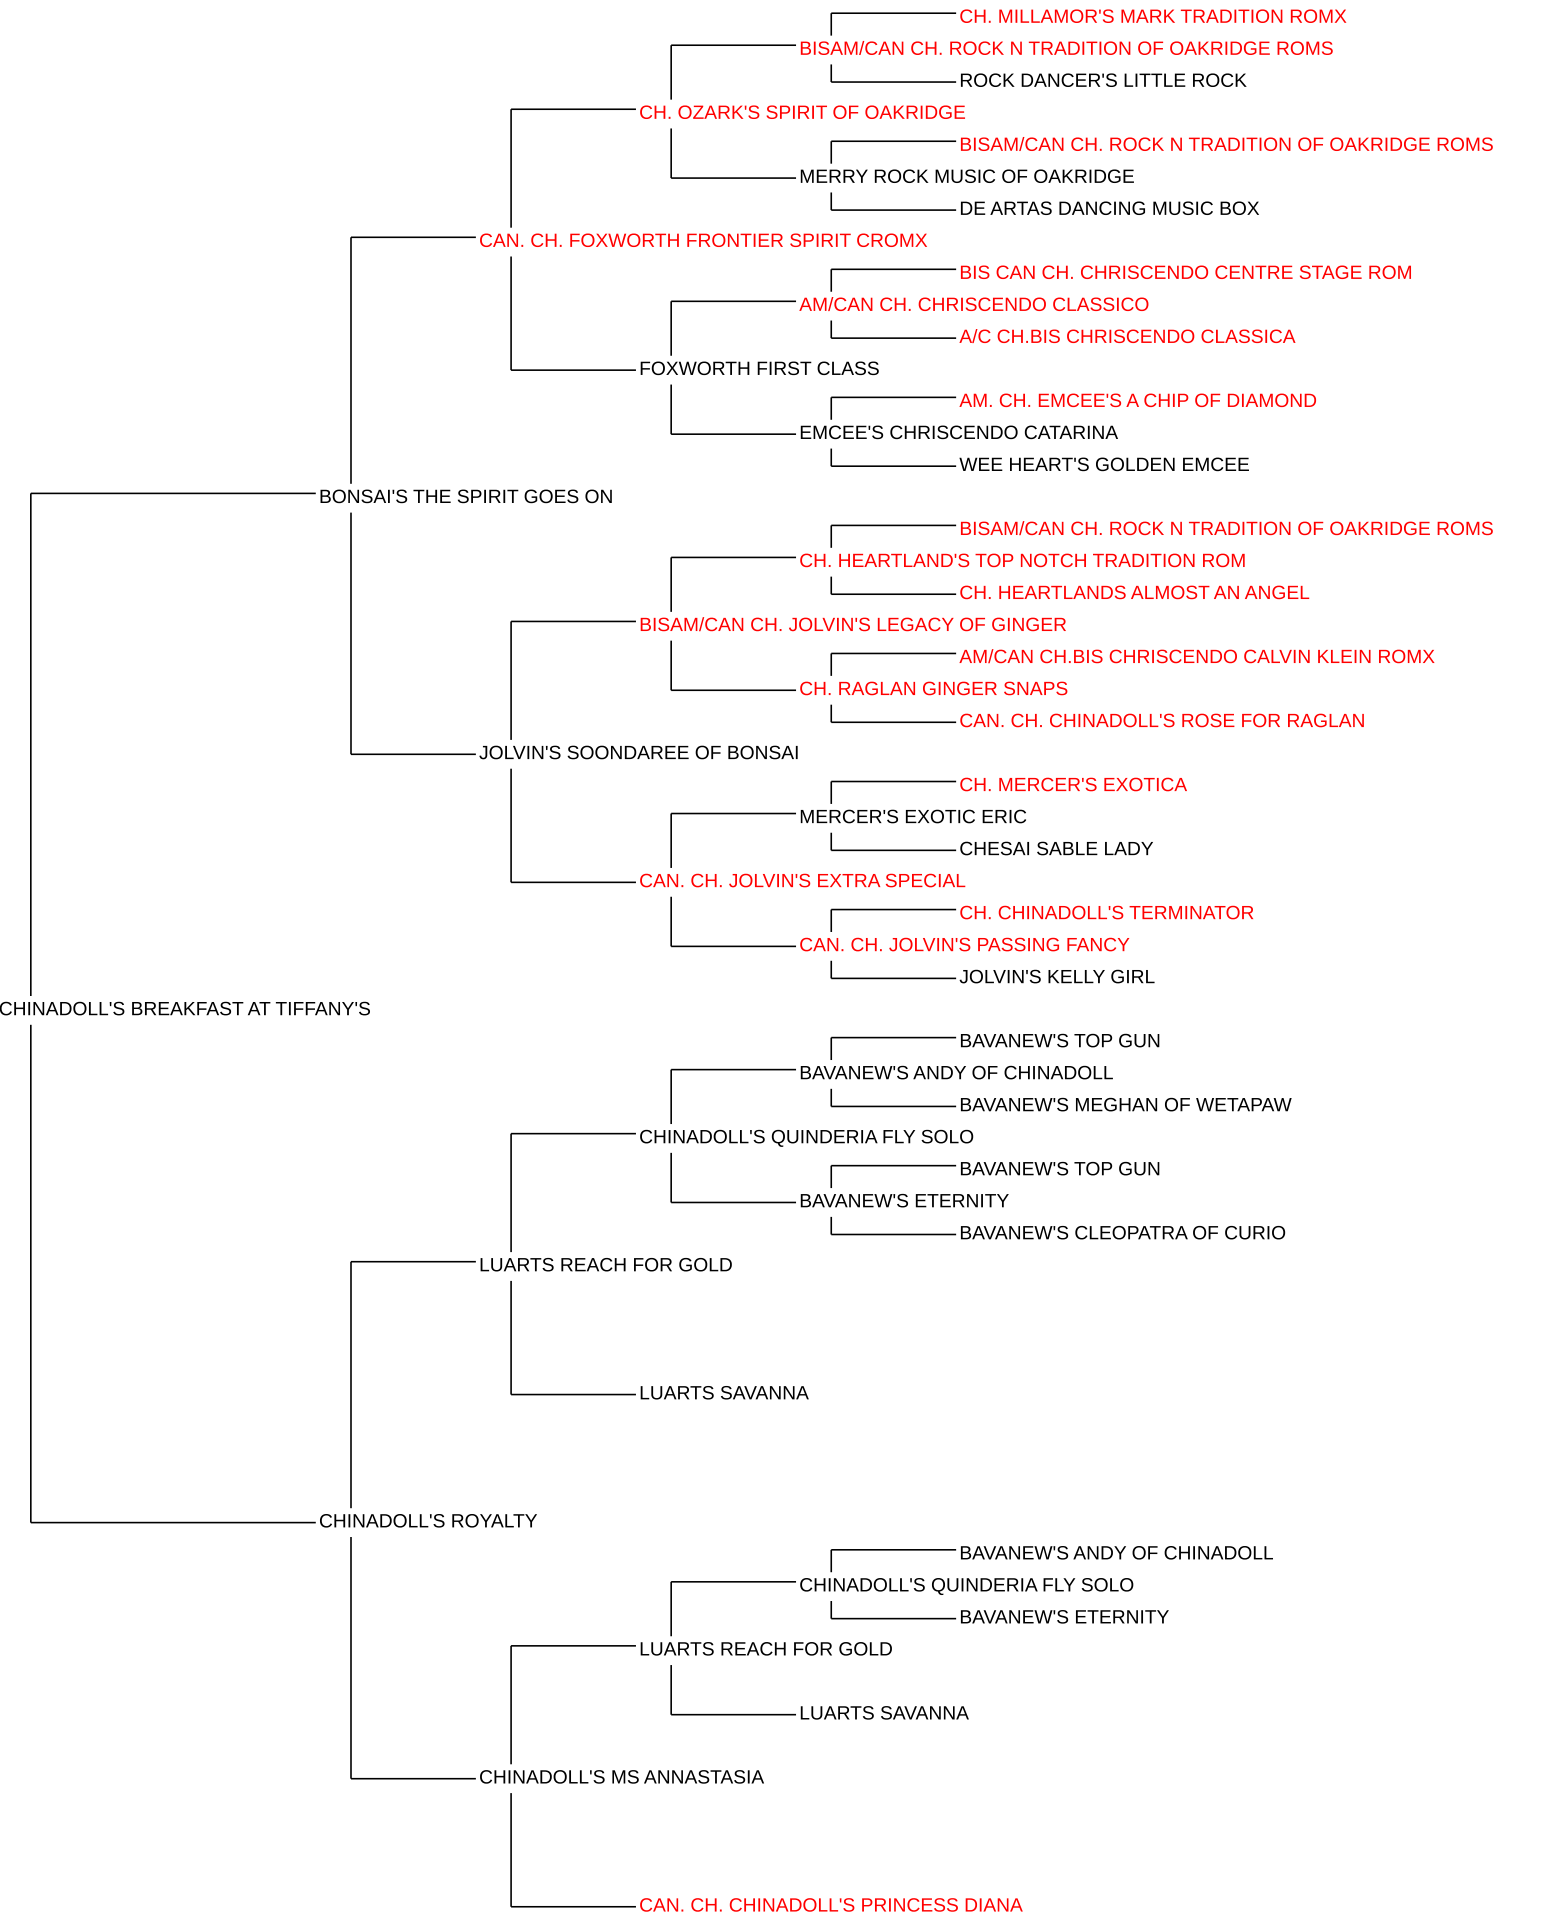 CH. MILLAMOR'S MARK TRADITION ROMX
BISAM/CAN CH. ROCK N TRADITION OF OAKRIDGE ROMS
ROCK DANCER'S LITTLE ROCK
CH. OZARK'S SPIRIT OF OAKRIDGE
BISAM/CAN CH. ROCK N TRADITION OF OAKRIDGE ROMS
MERRY ROCK MUSIC OF OAKRIDGE
DE ARTAS DANCING MUSIC BOX
CAN. CH. FOXWORTH FRONTIER SPIRIT CROMX
BIS CAN CH. CHRISCENDO CENTRE STAGE ROM
AM/CAN CH. CHRISCENDO CLASSICO
A/C CH.BIS CHRISCENDO CLASSICA
FOXWORTH FIRST CLASS
AM. CH. EMCEE'S A CHIP OF DIAMOND
EMCEE'S CHRISCENDO CATARINA
WEE HEART'S GOLDEN EMCEE
BONSAI'S THE SPIRIT GOES ON
BISAM/CAN CH. ROCK N TRADITION OF OAKRIDGE ROMS
CH. HEARTLAND'S TOP NOTCH TRADITION ROM
CH. HEARTLANDS ALMOST AN ANGEL
BISAM/CAN CH. JOLVIN'S LEGACY OF GINGER
AM/CAN CH.BIS CHRISCENDO CALVIN KLEIN ROMX
CH. RAGLAN GINGER SNAPS
CAN. CH. CHINADOLL'S ROSE FOR RAGLAN
JOLVIN'S SOONDAREE OF BONSAI
CH. MERCER'S EXOTICA
MERCER'S EXOTIC ERIC
CHESAI SABLE LADY
CAN. CH. JOLVIN'S EXTRA SPECIAL
CH. CHINADOLL'S TERMINATOR
CAN. CH. JOLVIN'S PASSING FANCY
JOLVIN'S KELLY GIRL
CHINADOLL'S BREAKFAST AT TIFFANY'S
BAVANEW'S TOP GUN
BAVANEW'S ANDY OF CHINADOLL
BAVANEW'S MEGHAN OF WETAPAW
CHINADOLL'S QUINDERIA FLY SOLO
BAVANEW'S TOP GUN
BAVANEW'S ETERNITY
BAVANEW'S CLEOPATRA OF CURIO
LUARTS REACH FOR GOLD
LUARTS SAVANNA
CHINADOLL'S ROYALTY
BAVANEW'S ANDY OF CHINADOLL
CHINADOLL'S QUINDERIA FLY SOLO
BAVANEW'S ETERNITY
LUARTS REACH FOR GOLD
LUARTS SAVANNA
CHINADOLL'S MS ANNASTASIA
CAN. CH. CHINADOLL'S PRINCESS DIANA